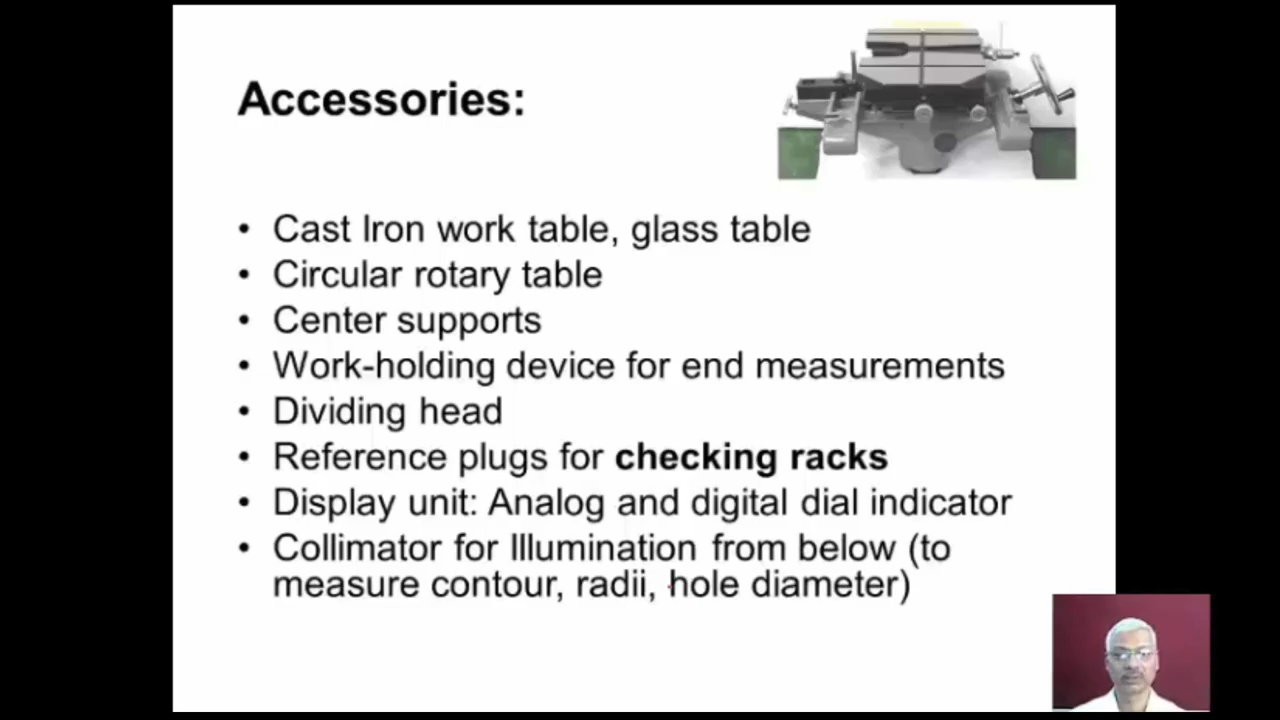 Accessories:
• Cast Iron work table, glass table
• Circular rotary table
• Center supports
• Work-holding device for end measurements
• Dividing head
• Reference plugs for checking racks
• Display unit: Analog and digital dial indicator
• Collimator for Illumination from below (to
measure contour, radii, hole diameter)